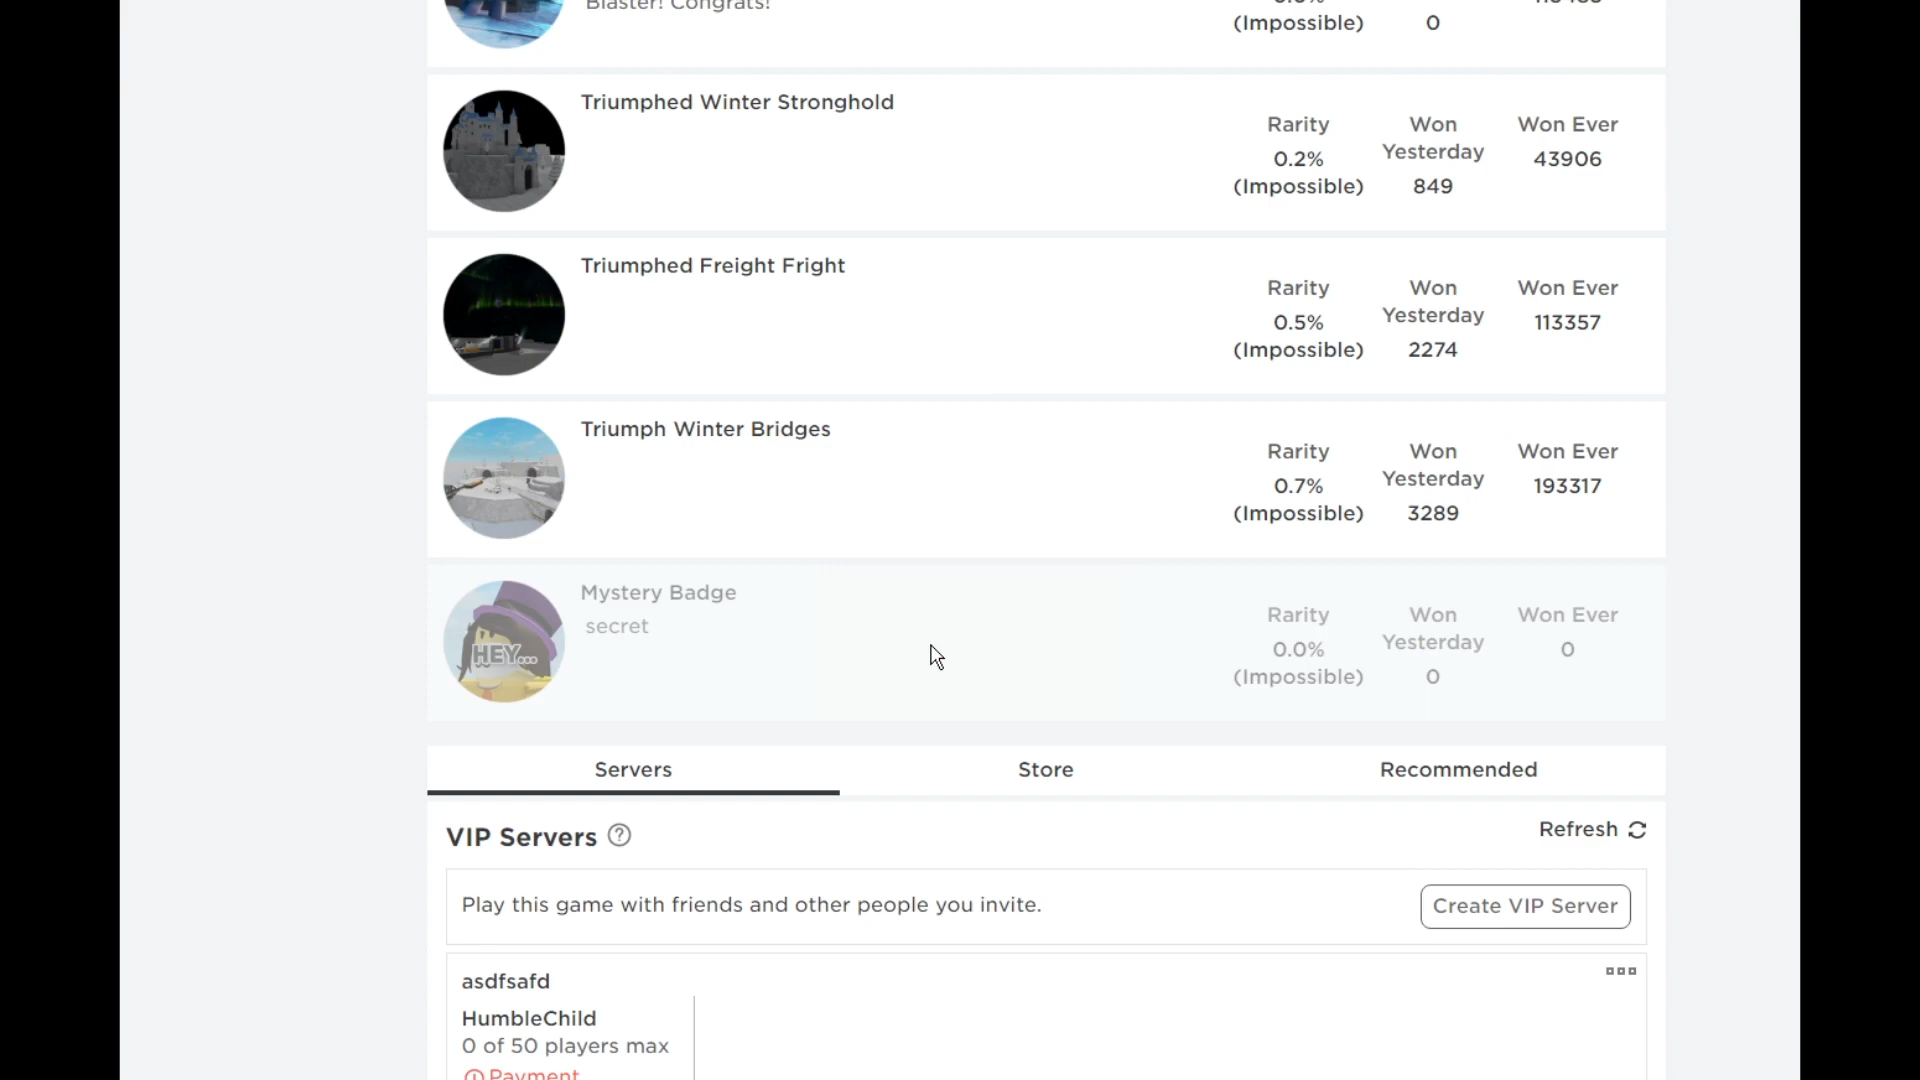 Blaster! Congrats!
(Impossible)
0
Triumphed Winter Stronghold
Rarity
0.2%
(Impossible)
Won
Yesterday
849
Won Ever
43906
Triumphed Freight Fright
Rarity
0.5%
(Impossible)
Won
Yesterday
2274
Won Ever
113357
Triumph Winter Bridges
Rarity
0.7%
(Impossible)
Won
Yesterday
3289
Won Ever
193317
HEY...
Mystery Badge
secret
Rarity
0.0%
(Impossible)
Won
Yesterday
0
Won Ever
0
Servers
Store
Recommended
VIP Servers
Refresh
Play this game with friends and other people you invite.
Create VIP Server
asdfsafd
HumbleChild
0 of 50 players max
Payment